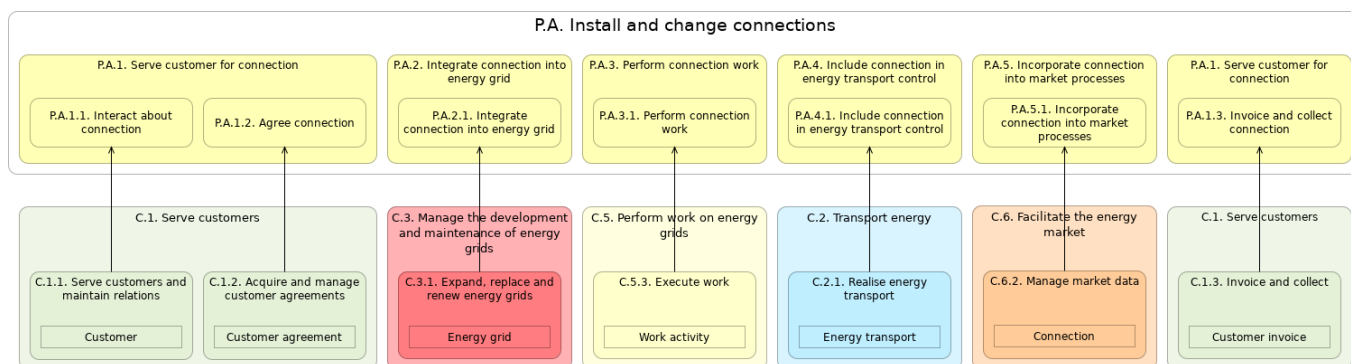 P.A. Install and change connections
P.A.1. Serve customer for connection
P.A.1.1. Interact about
connection
P.A.1.2. Agree connection
P.A.2. Integrate connection into
energy grid
P.A.2.1. Integrate
connection into energy grid
P.A.3. Perform connection work
P.A.3.1. Perform connection
work
P.A.4. Include connection in
energy transport control
P.A.4.1. Include connection
in energy transport control
P.A.5. Incorporate connection
into market processes
P.A.5.1. Incorporate
connection into market
processes
P.A.1. Serve customer for
connection
P.A.1.3. Invoice and collect
connection
C.1. Serve customers
C.1.1. Serve customers and
maintain relations
Customer
C.1.2. Acquire and manage
customer agreements
Customer agreement
C.3. Manage the development
and maintenance of energy
grids
C.3.1. Expand, replace and
renew energy grids
Energy grid
C.5. Perform work on energy
grids
C.5.3. Execute work
Work activity
C.2. Transport energy
C.2.1. Realise energy
transport
Energy transport
C.6. Facilitate the energy
market
C.6.2. Manage market data
Connection
C.1. Serve customers
C.1.3. Invoice and collect
Customer invoice